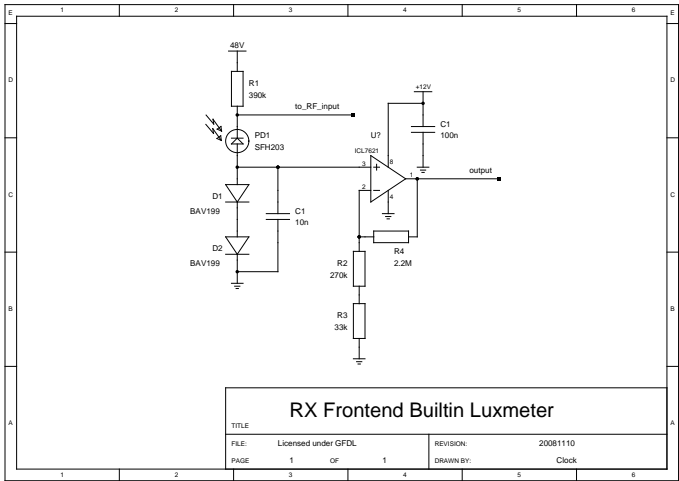 1 2 3 4 5 6
E E
48V
R1
390k
+12V
D D
to_RF_input
C1
100n
PD1
SFH203
U?
ICL7621
3 8
output
1
2
4
C C
D1
BAV199
C1
10n
D2
BAV199
R4
2.2M
R2
270k
B B
R3
33k
RX Frontend Builtin Luxmeter
TITLE
A A
FILE: Licensed under GFDL REVISION: 20081110
PAGE 1 OF 1 DRAWN BY: Clock
1 2 3 4 5 6